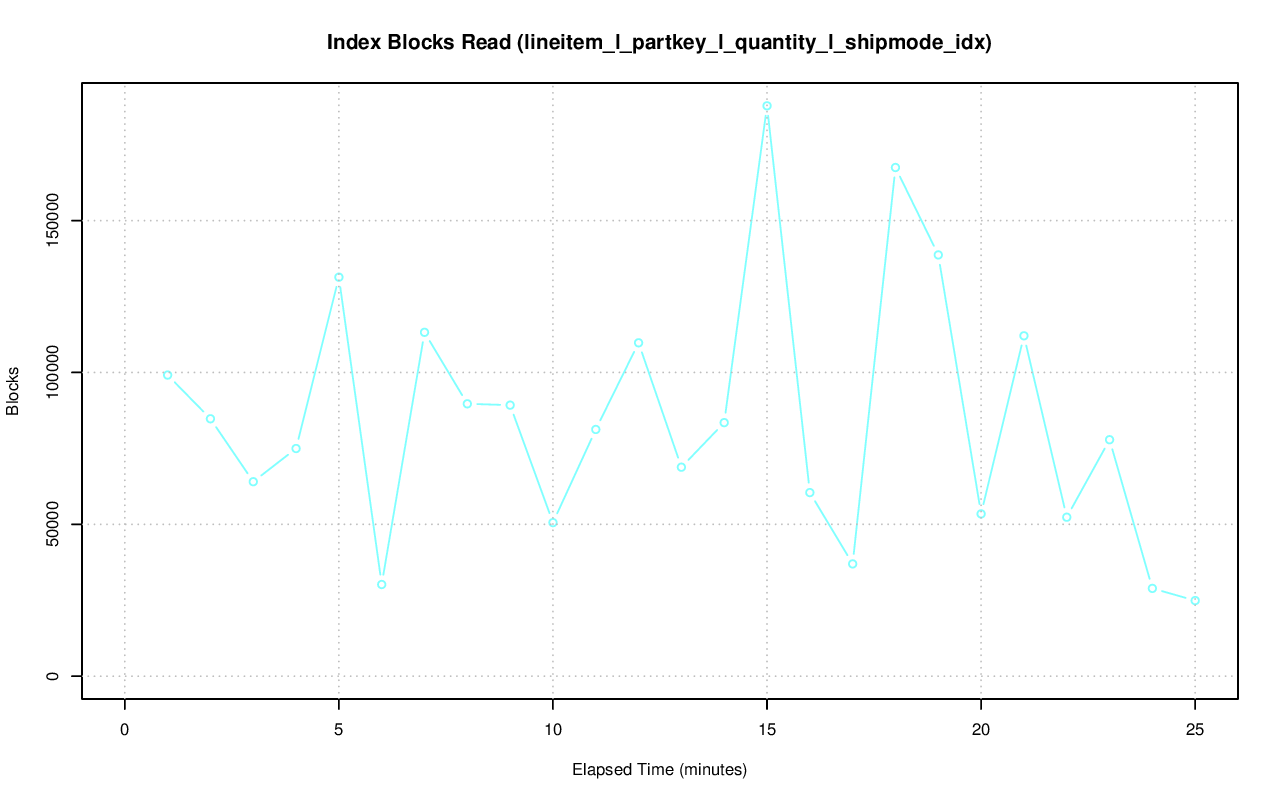 Index Blocks Read (lineitem_l_partkey_l_quantity_l_shipmode_idx)
Blocks
150000
100000
50000
0
0 5 10 15 20 25
Elapsed Time (minutes)